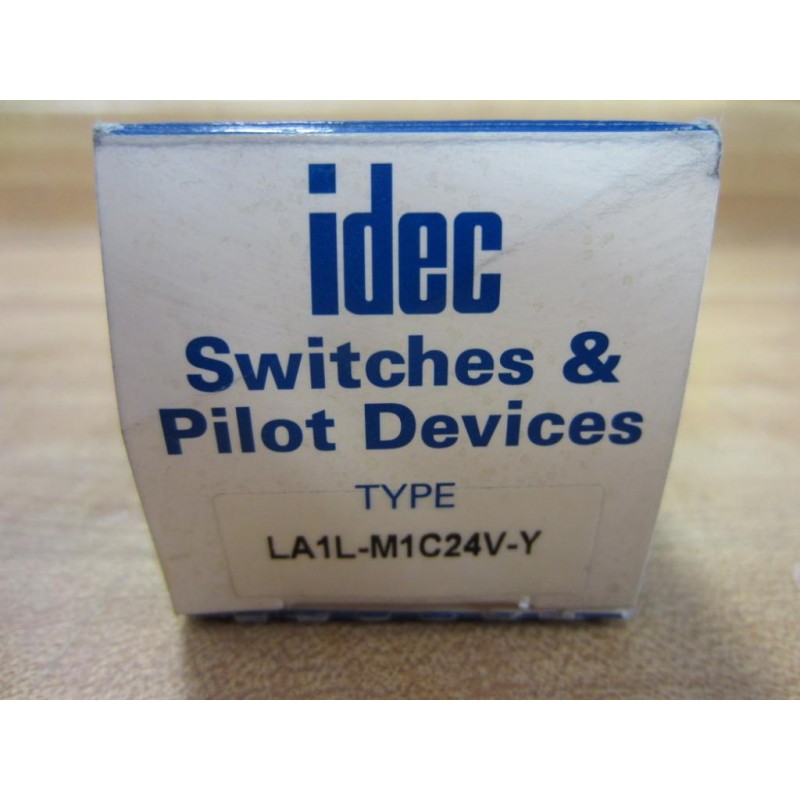 idec
Switches &
Pilot Devices
TYPE
LA1L-M1C24V-Y